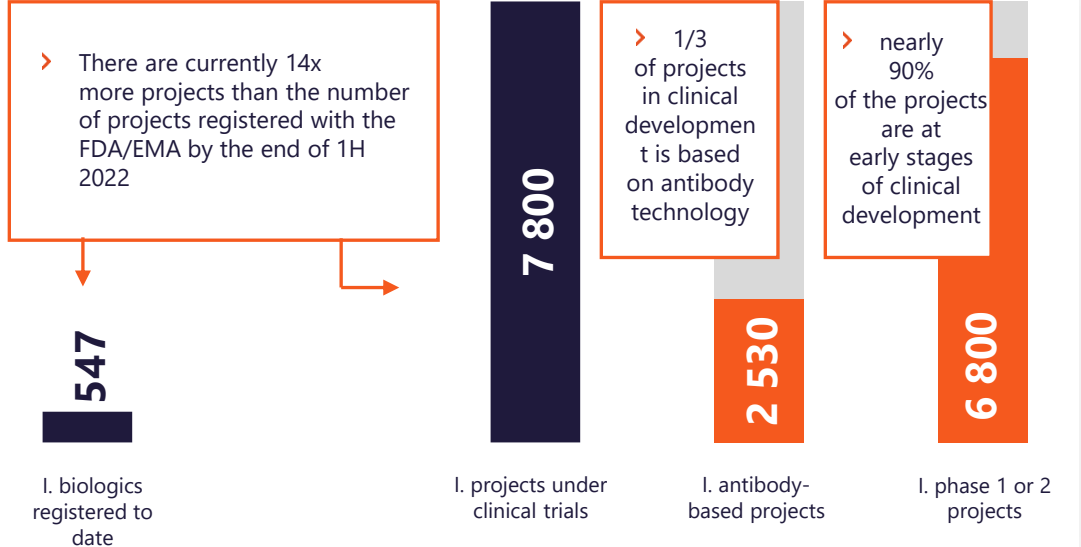 › There are currently 14x
more projects than the number
of projects registered with the
FDA/EMA by the end of 1H
2022
› 1/3
of projects
in clinical
developmen
t is based
on antibody
technology
› nearly
90%
of the projects
are at
early stages
of clinical
development
547
7 800
2 530
6 800
I. biologics
registered to
date
I. projects under
clinical trials
I. antibody-
based projects
I. phase 1 or 2
projects